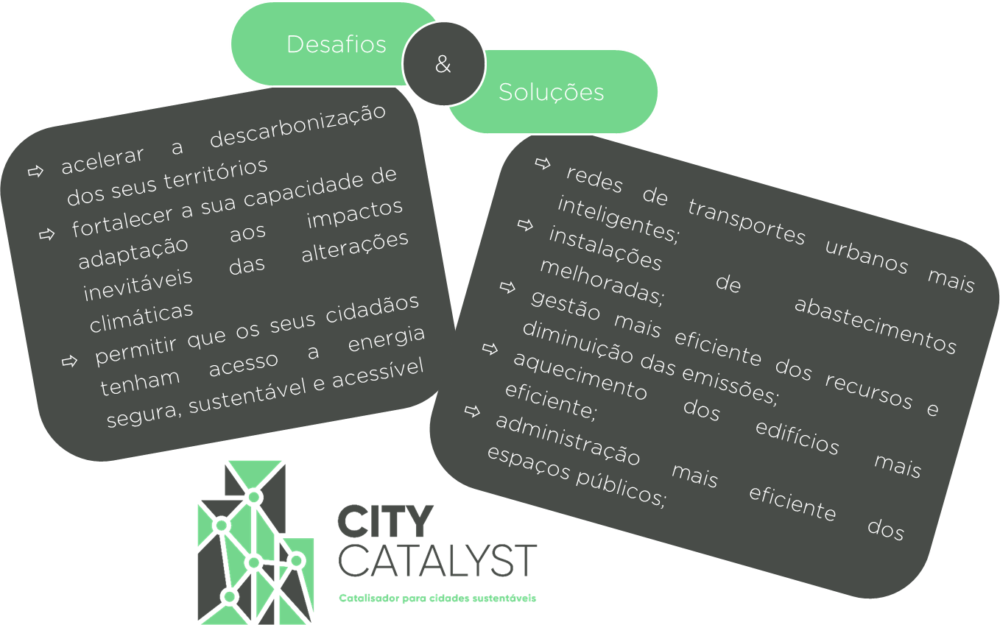 Desafios
&
Soluções
⇨ acelerar a descarbonização
dos seus territórios
⇨ fortalecer a sua capacidade de
adaptação aos impactos
inevitáveis das alterações
climáticas
⇨ permitir que os seus cidadãos
tenham acesso a energia
segura, sustentável e acessível
⇨ redes de transportes urbanos mais
inteligentes;
⇨ instalações de abastecimentos
melhoradas;
⇨ gestão mais eficiente dos recursos e
diminuição das emissões;
⇨ aquecimento dos edifícios mais
eficiente;
⇨ administração mais eficiente dos
espaços públicos;
CITY
CATALYST
Catalisador para cidades sustentáveis